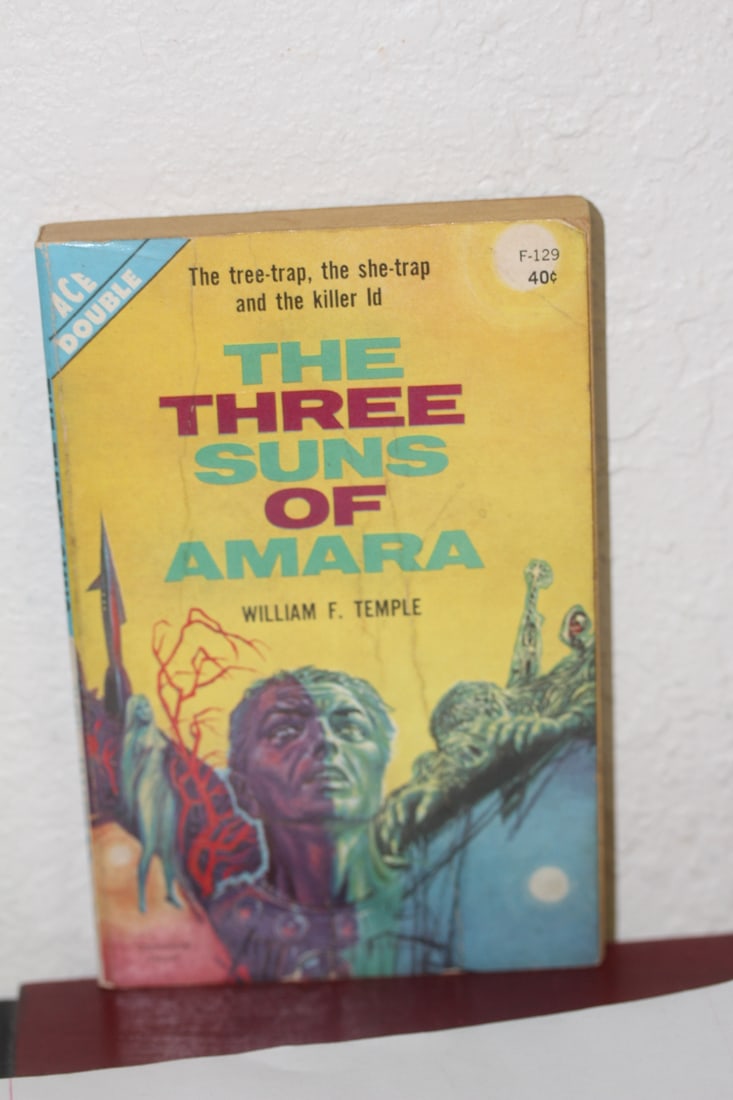 ACE
DOUBLE
The tree-trap, the she-trap
and the killer Id
F-129
40¢
THE
THREE
SUNS
OF
AMARA
WILLIAM F. TEMPLE